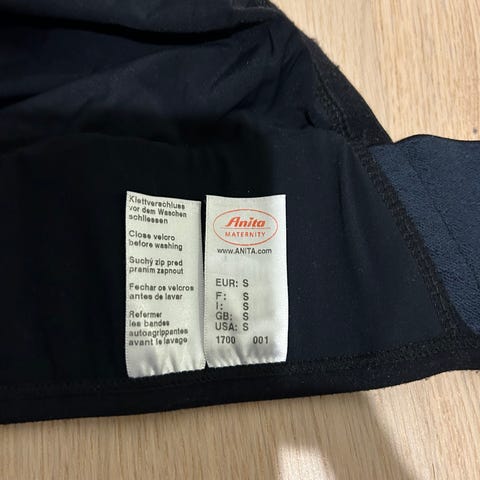 Klettverschluss
vor dem Waschen
schliessen
Close velcro
before washing
Suchý zip pred
pranim zapnout
Fechar os velcros
antes de lavar
Refermer
les bandes
autoagrippantes
avant le lavage
Anita
MATERNITY
www.ANITA.com
EUR: S
F: S
I: S
GB: S
USA: S
1700 001